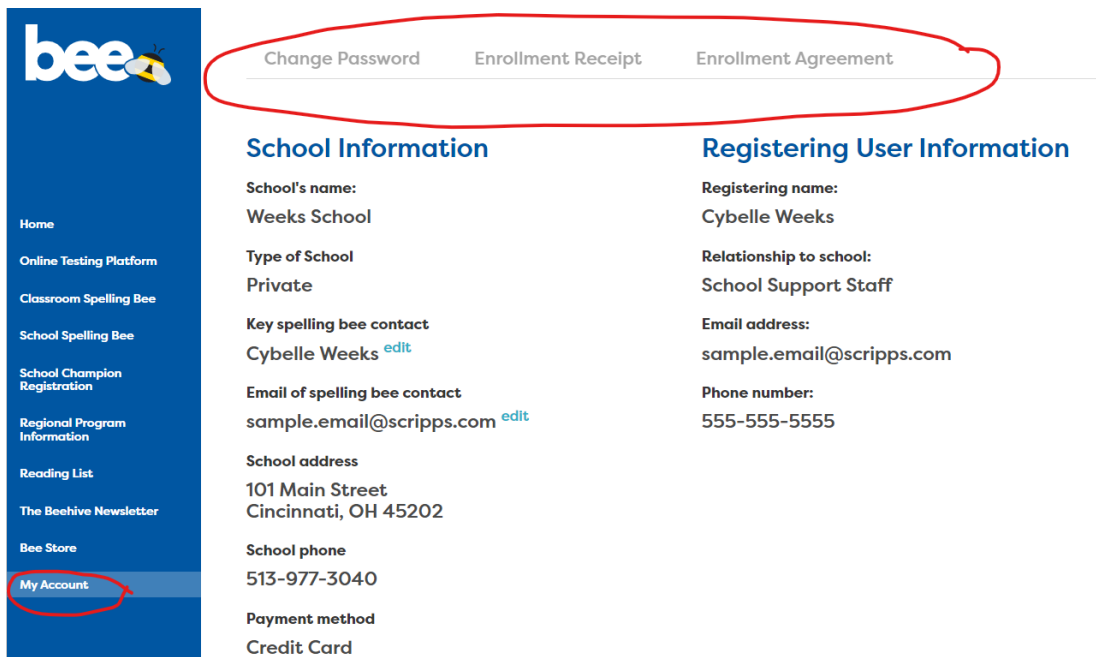 bee
Home
Online Testing Platform
Classroom Spelling Bee
School Spelling Bee
School Champion
Registration
Regional Program
Information
Reading List
The Beehive Newsletter
Bee Store
My Account
Change Password Enrollment Receipt Enrollment Agreement
School Information
School's name:
Weeks School
Type of School
Private
Key spelling bee contact
Cybelle Weeks edit
Email of spelling bee contact
sample.email@scripps.com edit
School address
101 Main Street
Cincinnati, OH 45202
School phone
513-977-3040
Payment method
Credit Card
Registering User Information
Registering name:
Cybelle Weeks
Relationship to school:
School Support Staff
Email address:
sample.email@scripps.com
Phone number:
555-555-5555